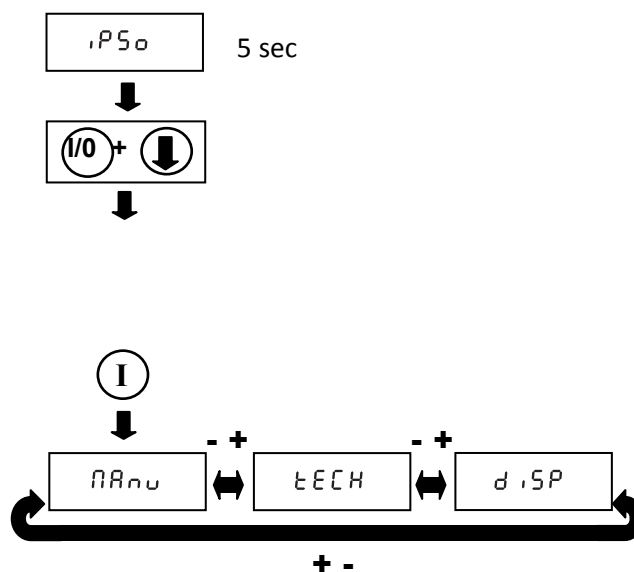 iPSo 5 sec
I/0 +
I
- + - +
MAnu tECH diSP
+ -